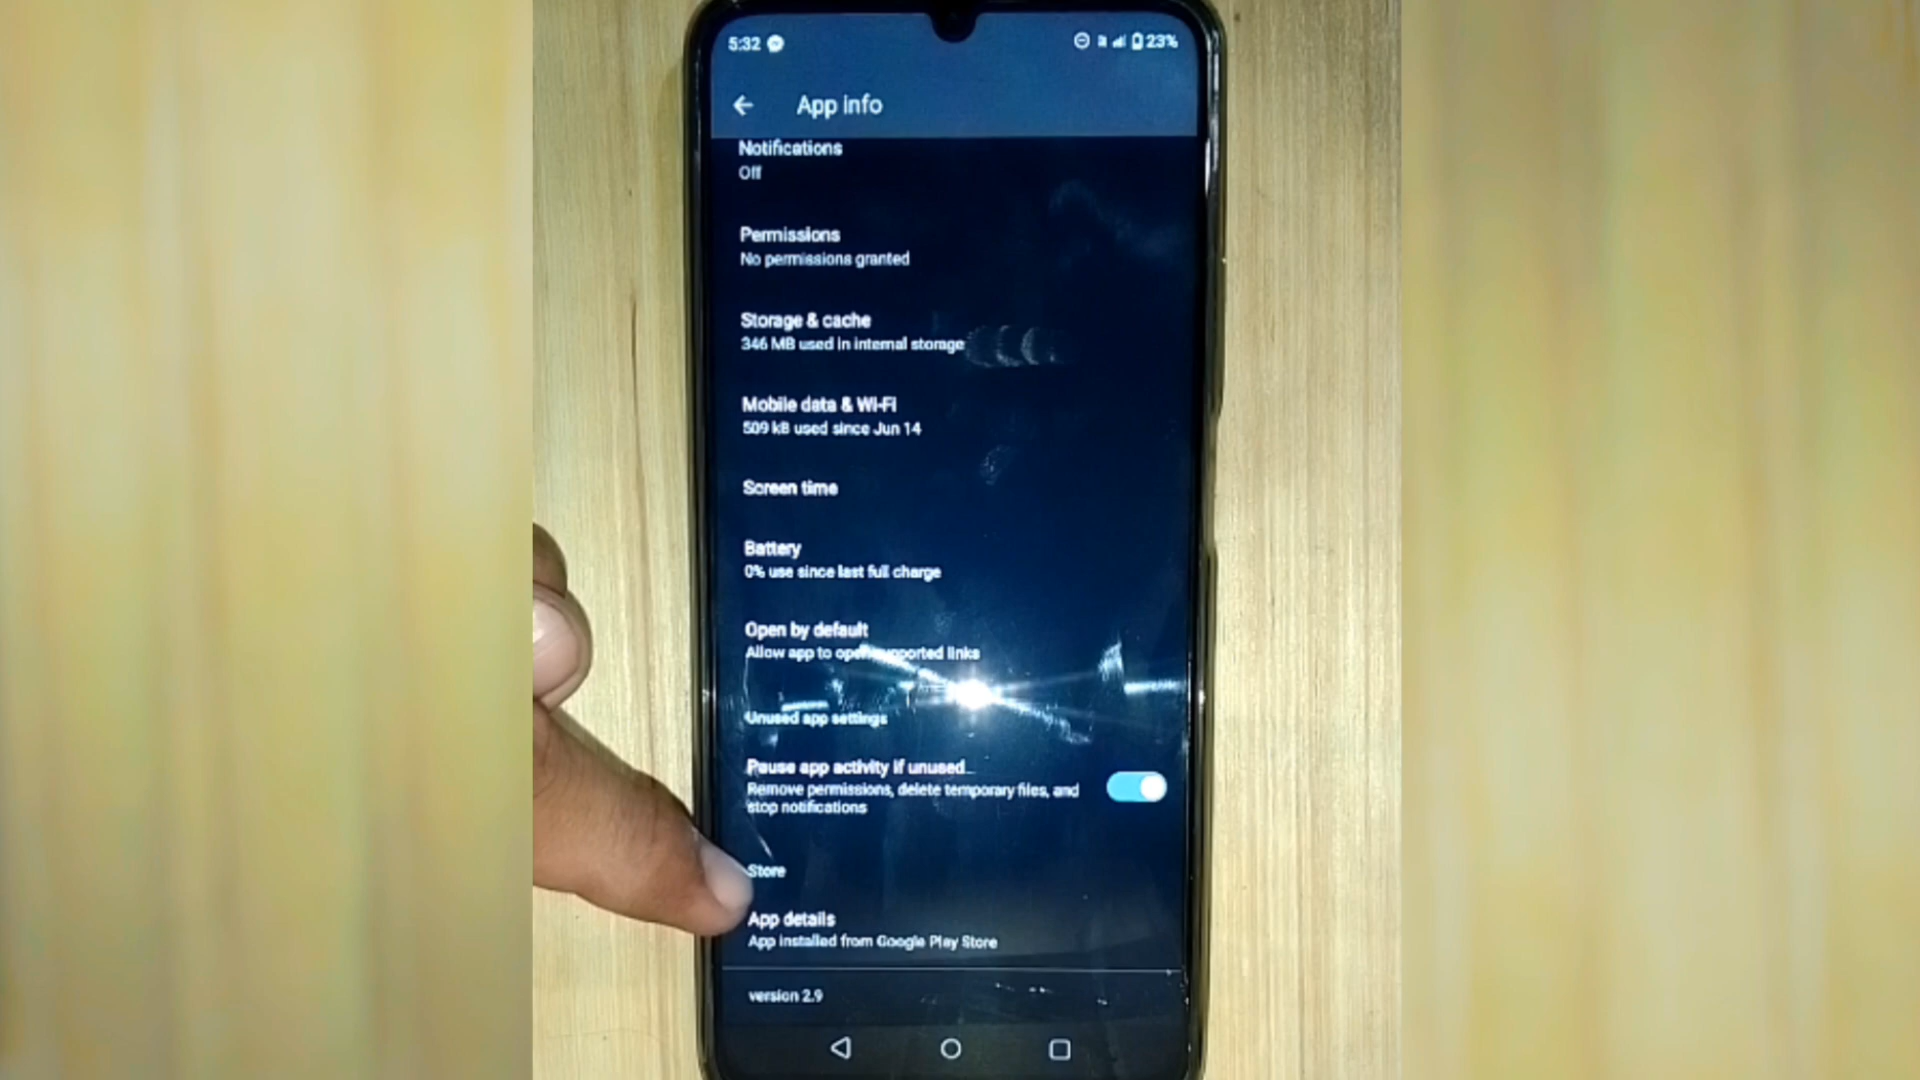 5:32
23%
App info
Notifications
Off
Permissions
No permissions granted
Storage & cache
346 MB used in internal storage
Mobile data & Wi-Fi
509 kB used since Jun 14
Screen time
Battery
0% use since last full charge
Open by default
Allow app to open supported links
Unused app settings
Pause app activity if unused
Remove permissions, delete temporary files, and
stop notifications
Store
App details
App installed from Google Play Store
version 2.9